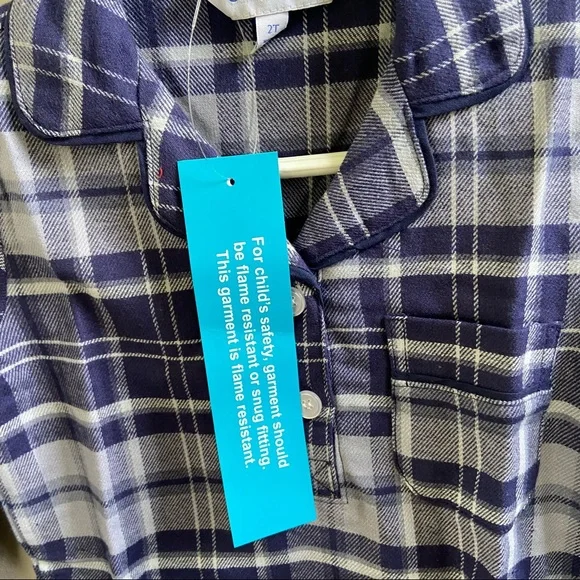 2T
For child's safety, garment should
be flame resistant or snug fitting.
This garment is flame resistant.